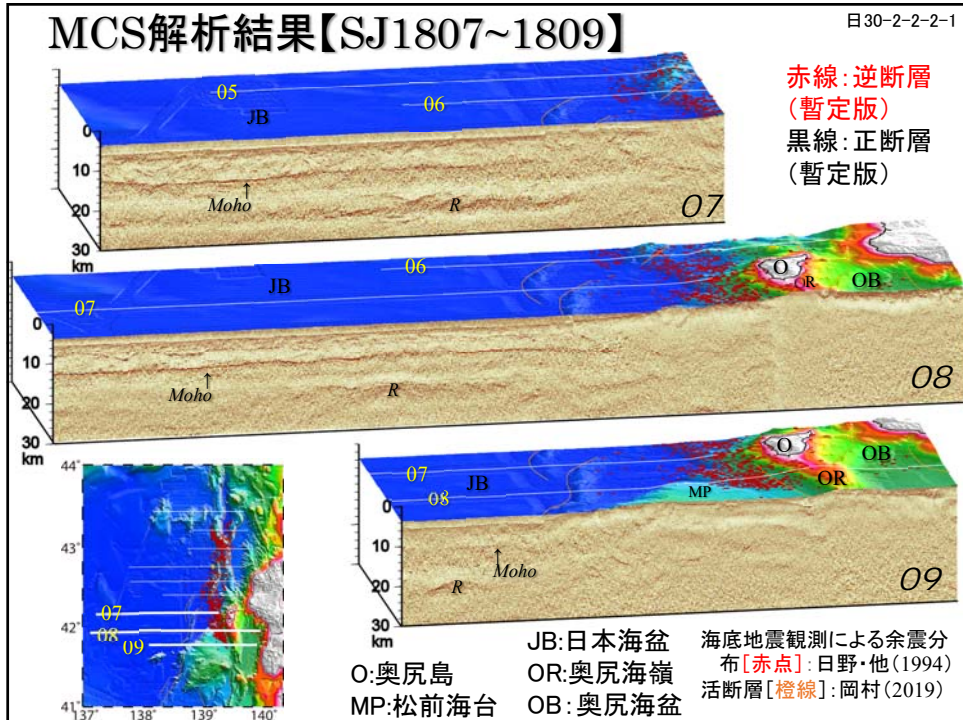 MCS解析結果【SJ1807~1809】
日30-2-2-2-1
赤線:逆断層
(暫定版)
黒線:正断層
(暫定版)
05
06
JB
0
10
20
30
km
Moho
↑
R
07
06
JB
07
O
OR
OB
0
10
20
30
km
Moho
↑
R
08
07
JB
08
MP
O
OR
OB
0
10
20
30
km
↑
Moho
R
09
44°
43°
42°
41°
07
08
09
137°
138°
139°
140°
JB:日本海盆
O:奥尻島
OR:奥尻海嶺
MP:松前海台
OB:奥尻海盆
海底地震観測による余震分
布[赤点]:日野・他(1994)
活断層[橙線]:岡村(2019)